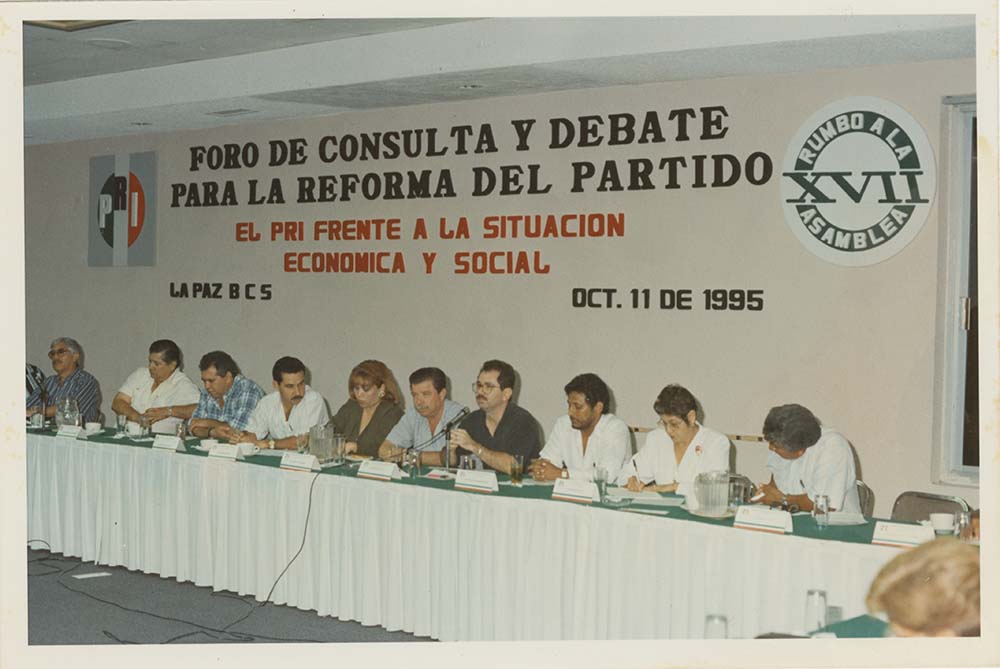 PRI
FORO DE CONSULTA Y DEBATE
PARA LA REFORMA DEL PARTIDO
EL PRI FRENTE A LA SITUACION
ECONOMICA Y SOCIAL
LA PAZ B C S
OCT. 11 DE 1995
RUMBO A LA
XVII
ASAMBLEA